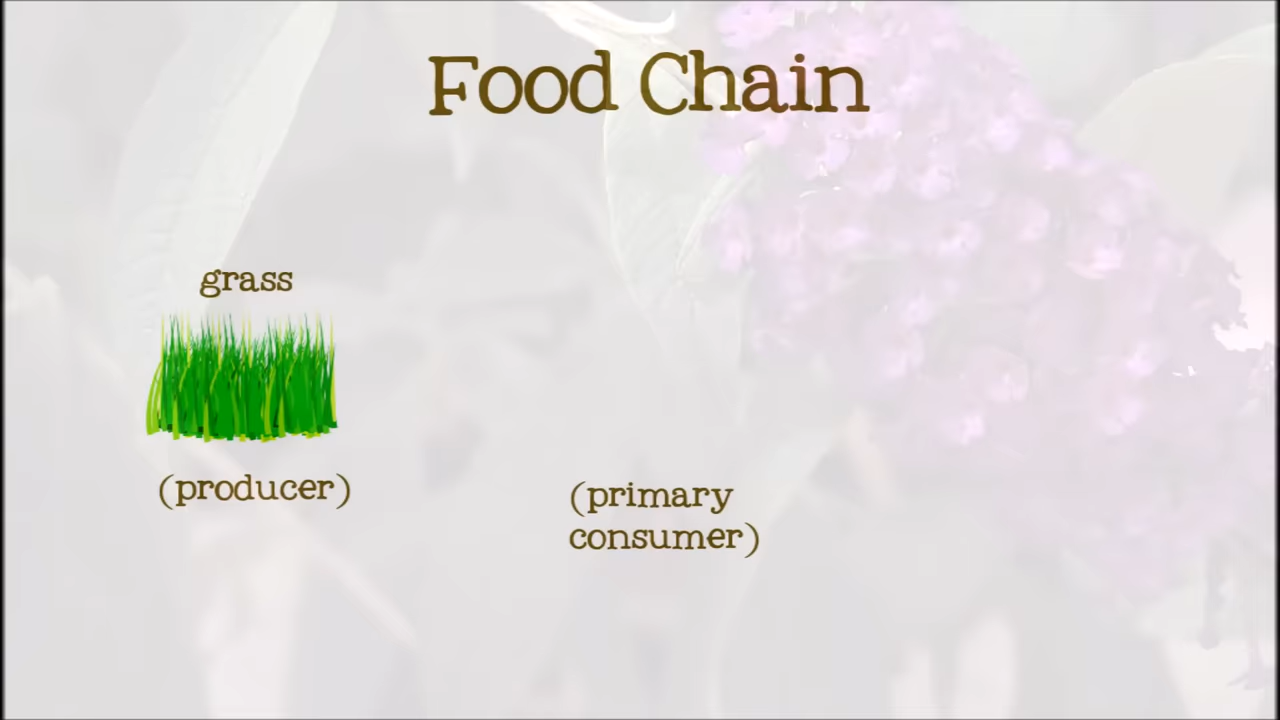 Food Chain
grass
(producer)
(primary
consumer)